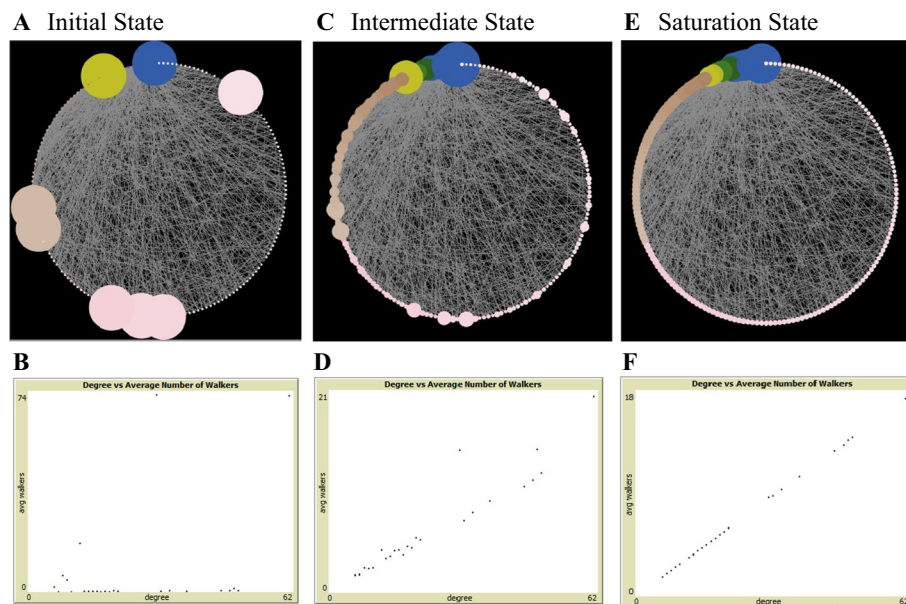 A Initial State
C Intermediate State
E Saturation State
B
Degree vs Average Number of Walkers
74
avg walkers
0
0
degree
62
D
Degree vs Average Number of Walkers
21
avg walkers
0
0
degree
62
F
Degree vs Average Number of Walkers
18
avg walkers
0
0
degree
62